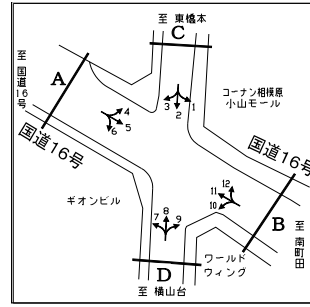 至 東橋本
C
至 国道16号
A
コーナン相模原
小山モール
3 2 1
4
5
6
国道16号
国道16号
ギオンビル
12
11
10
7 8 9
B
至 南町田
D
ワールド
ウィング
至 横山台